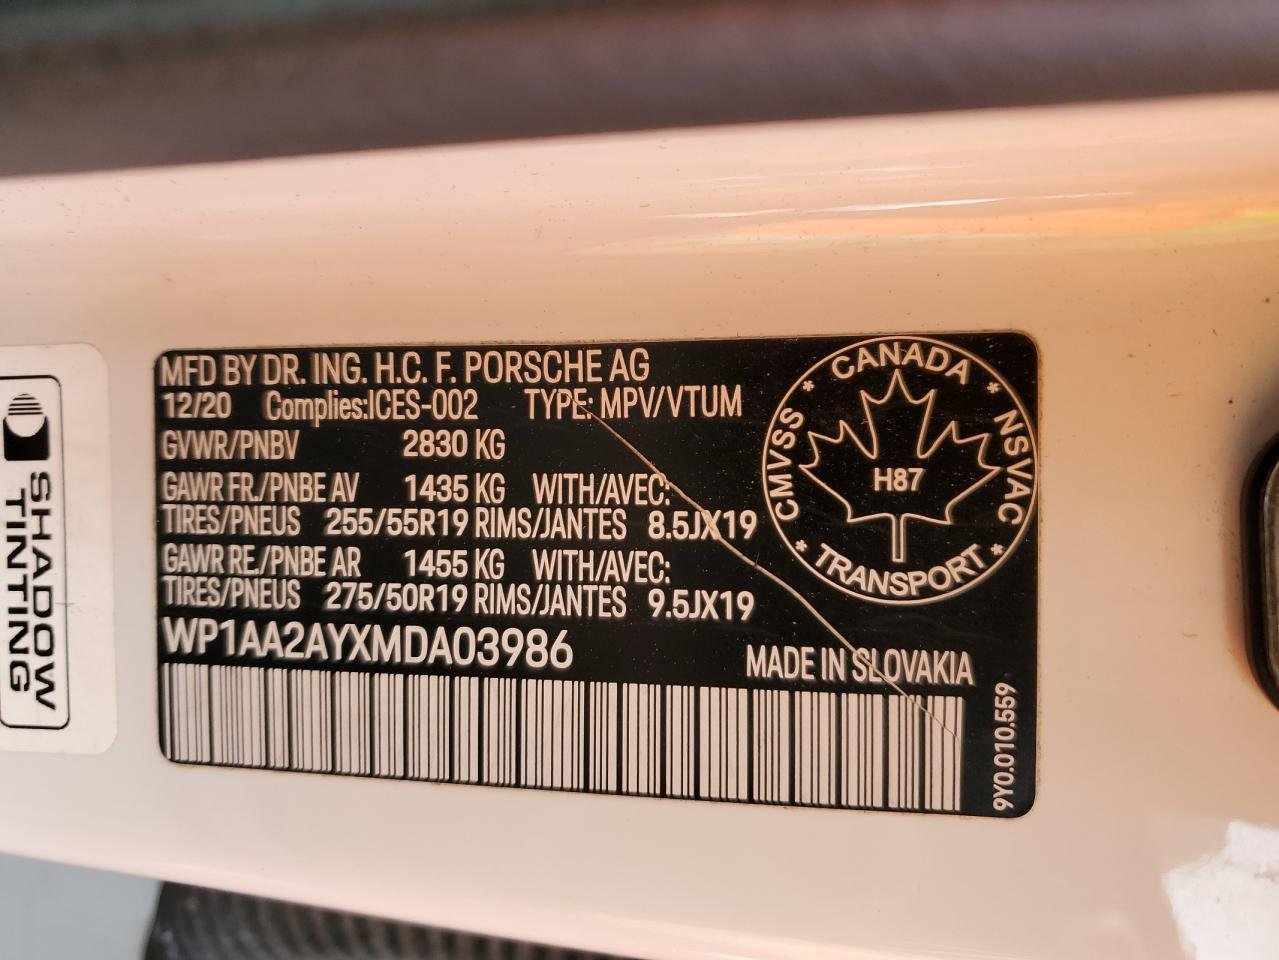 MFD BY DR. ING. H.C. F. PORSCHE AG
12/20 Complies:ICES-002 TYPE: MPV/VTUM
GVWR/PNBV 2830 KG
GAWR FR./PNBE AV 1435 KG WITH/AVEC:
TIRES/PNEUS 255/55R19 RIMS/JANTES 8.5JX19
GAWR RE./PNBE AR 1455 KG WITH/AVEC:
TIRES/PNEUS 275/50R19 RIMS/JANTES 9.5JX19
WP1AA2AYXMDA03986
MADE IN SLOVAKIA
9Y0.010.559
CANADA
CMVSS
NSVAC
H87
TRANSPORT
SHADOW
TINTING